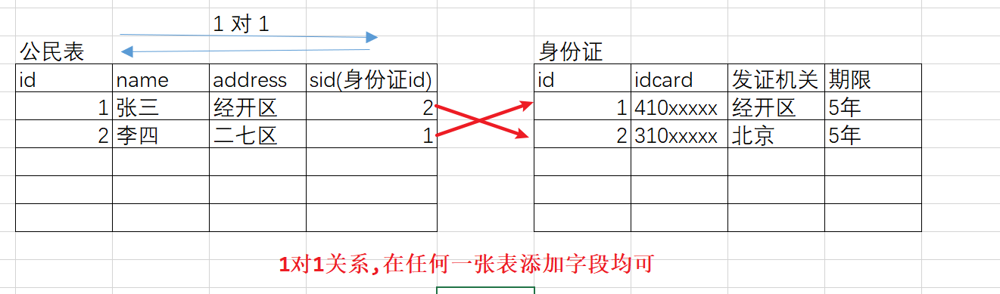 1 对 1
公民表
身份证
id name address sid(身份证id)
id idcard 发证机关 期限
1 张三 经开区 2
1 410xxxxx 经开区 5年
2 李四 二七区 1
2 310xxxxx 北京 5年
1对1关系,在任何一张表添加字段均可